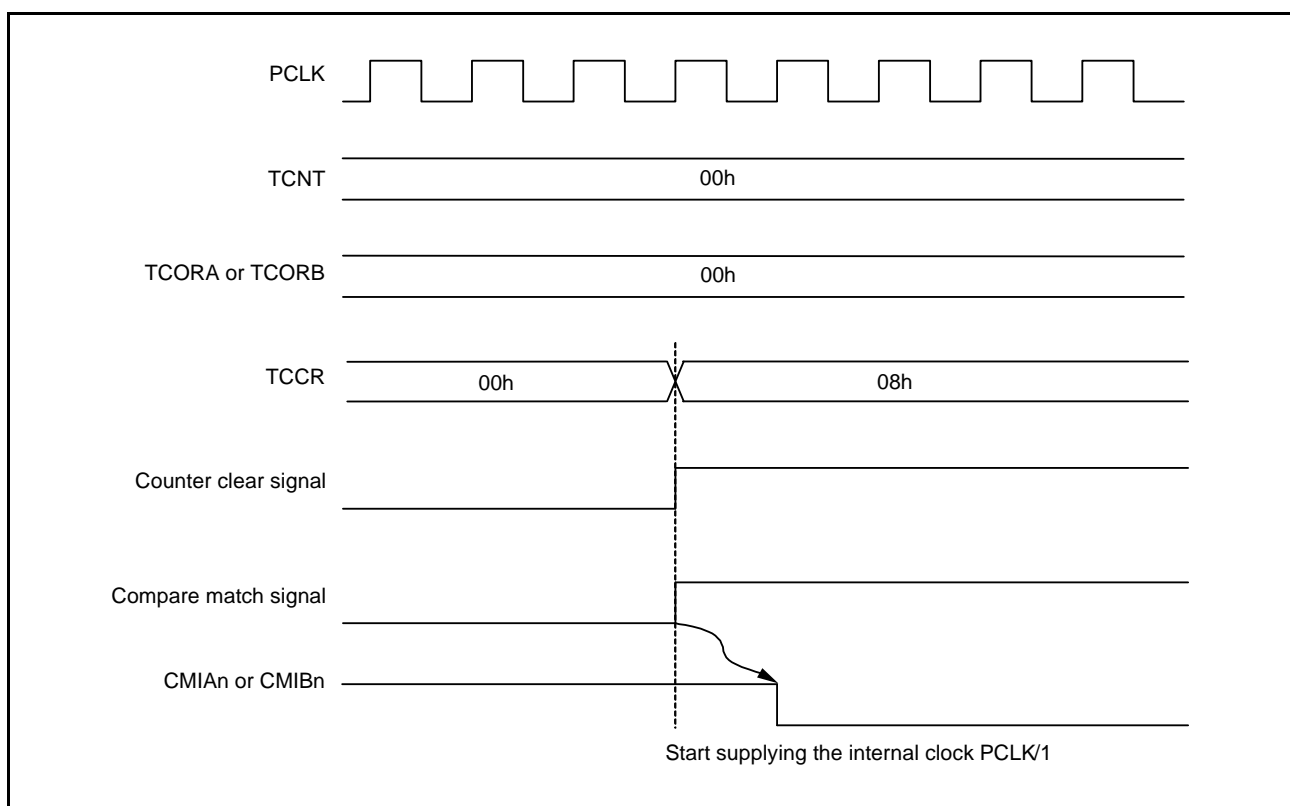 PCLK
TCNT
00h
TCORA or TCORB
00h
TCCR
00h
08h
Counter clear signal
Compare match signal
CMIAn or CMIBn
Start supplying the internal clock PCLK/1